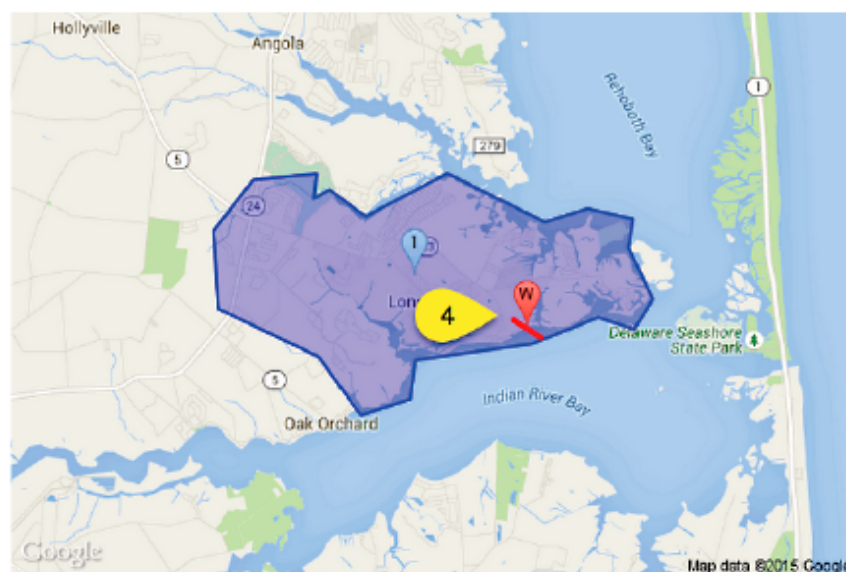 Hollyville
Angola
Rehoboth Bay
1
5
279
24
1
W
4
Delaware Seashore
State Park
5
Indian River Bay
Oak Orchard
Google
Map data ©2015 Google